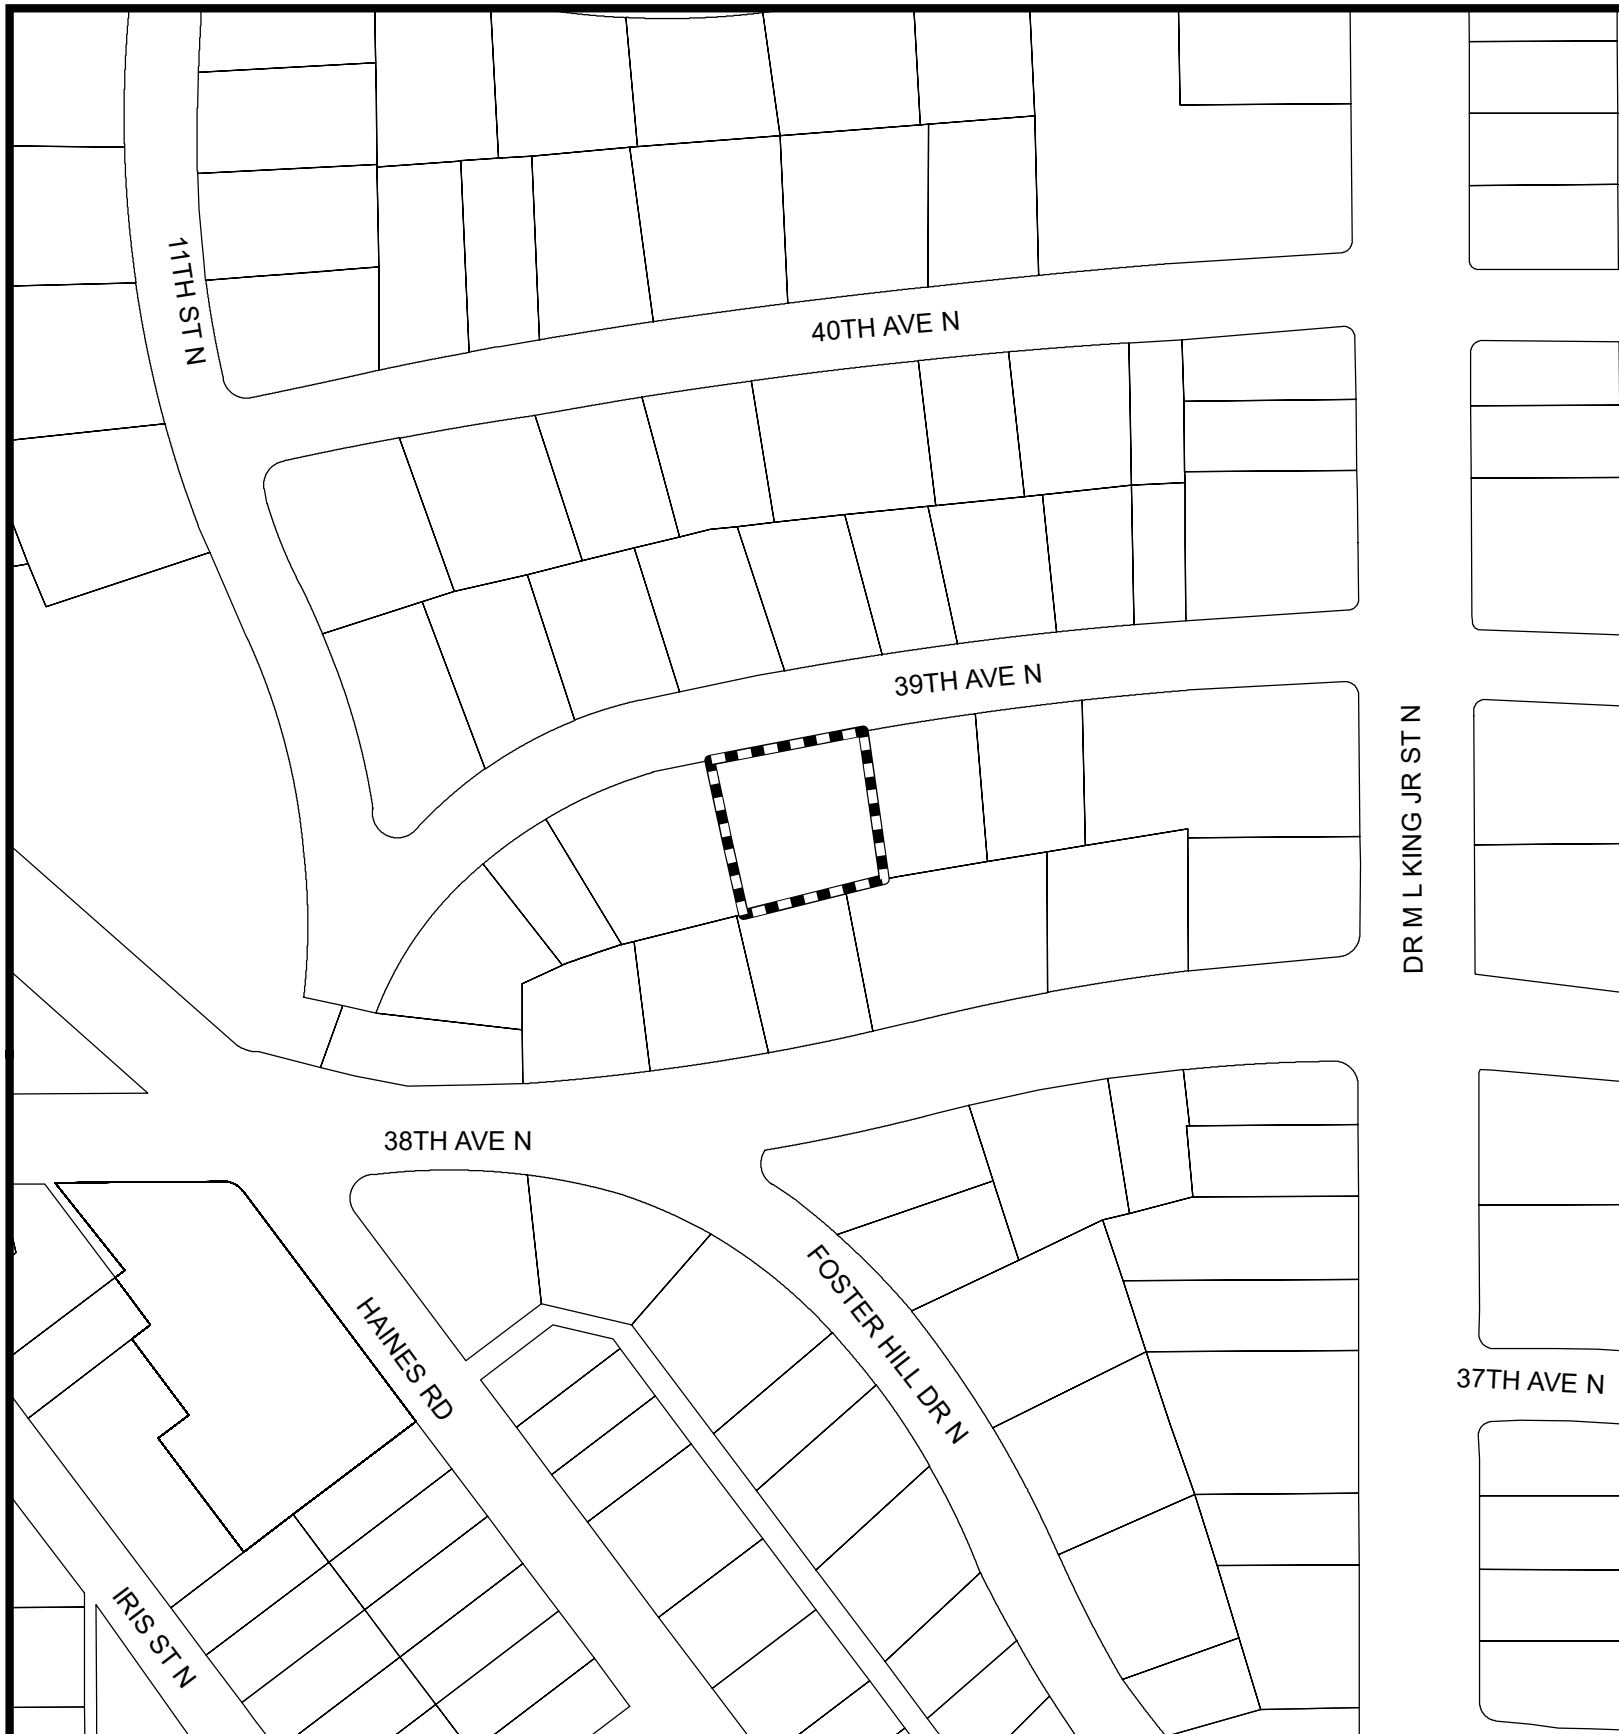 11TH ST N
40TH AVE N
39TH AVE N
DR M L KING JR ST N
38TH AVE N
FOSTER HILL DR N
HAINES RD
37TH AVE N
IRIS ST N